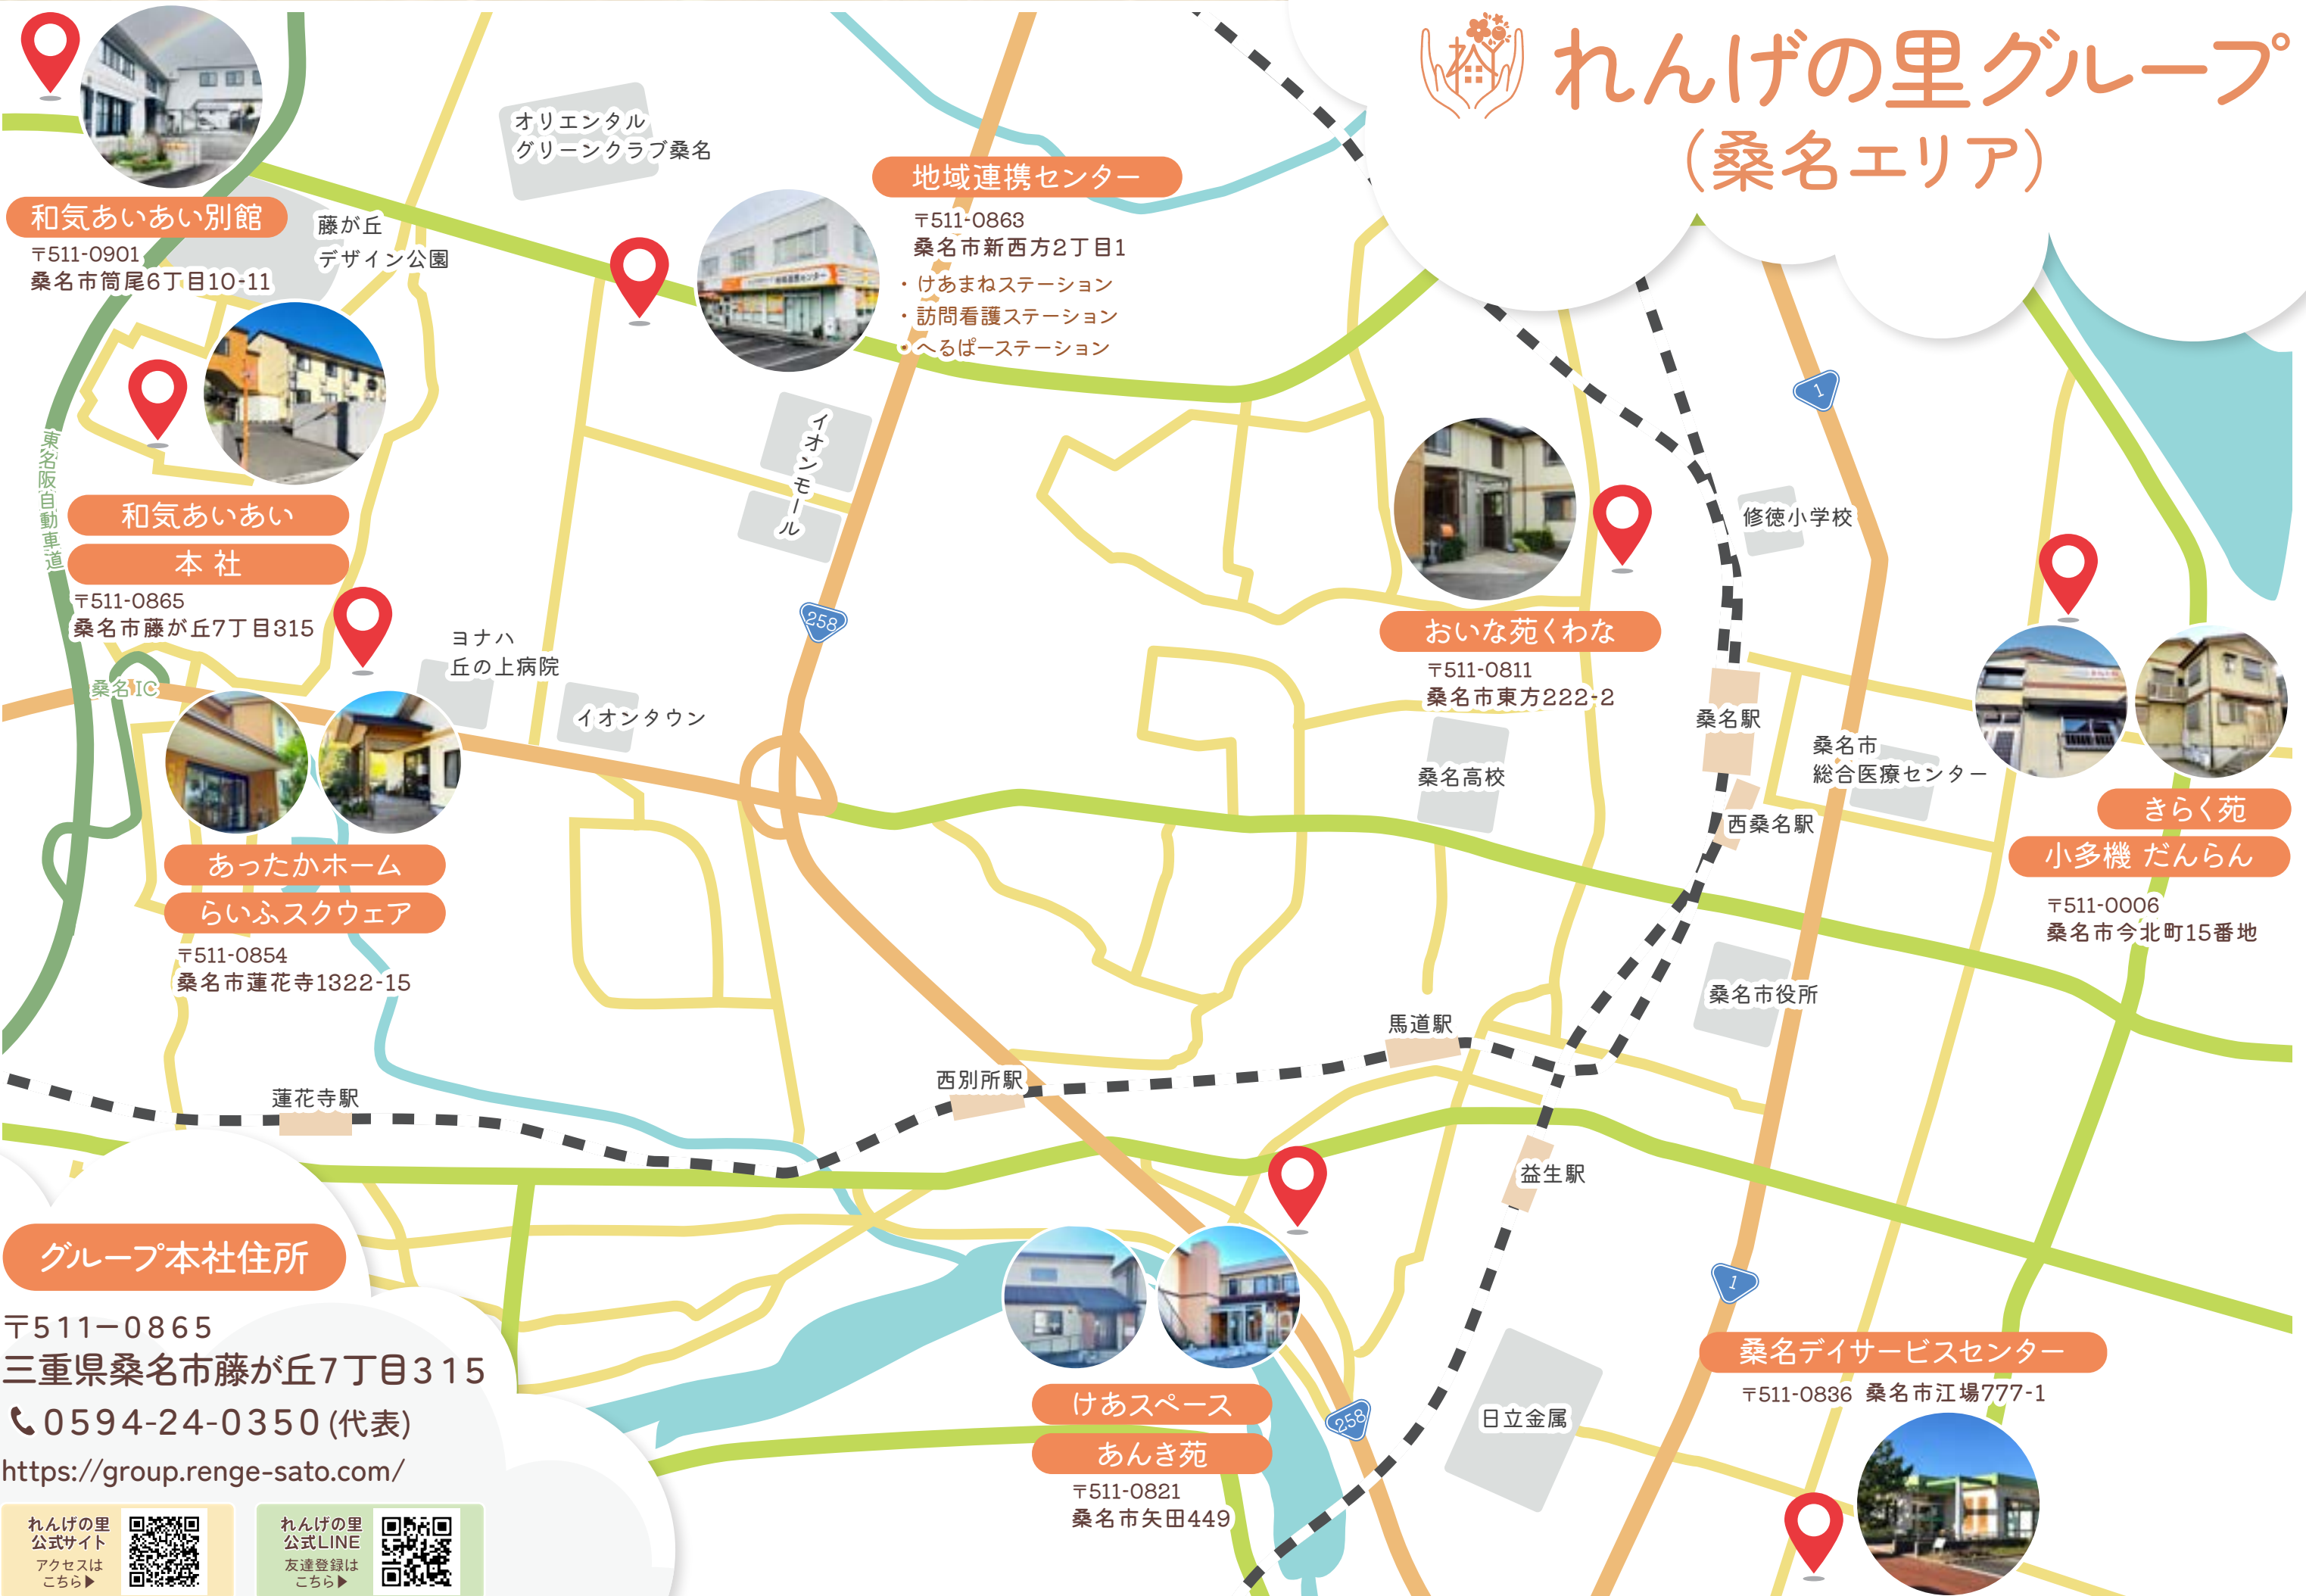 れんげの里グループ
（桑名エリア）
和気あいあい別館
〒511-0901
桑名市筒尾6丁目10-11
オリエンタル
グリーンクラブ桑名
藤が丘
デザイン公園
地域連携センター
〒511-0863
桑名市新西方2丁目1
・けあまねステーション
・訪問看護ステーション
・へるぱーステーション
東名阪自動車道
和気あいあい
本 社
〒511-0865
桑名市藤が丘7丁目315
イオンモール
258
1
修徳小学校
おいな苑くわな
〒511-0811
桑名市東方222-2
ヨナハ
丘の上病院
イオンタウン
桑名IC
桑名駅
桑名高校
桑名市
総合医療センター
西桑名駅
あったかホーム
らいふスクウェア
〒511-0854
桑名市蓮花寺1322-15
きらく苑
小多機 だんらん
〒511-0006
桑名市今北町15番地
桑名市役所
馬道駅
西別所駅
蓮花寺駅
益生駅
グループ本社住所
〒511ー0865
三重県桑名市藤が丘7丁目315
0594-24-0350(代表)
https://group.renge-sato.com/
れんげの里
公式サイト
アクセスは
こちら▶
れんげの里
公式LINE
友達登録は
こちら▶
けあスペース
あんき苑
〒511-0821
桑名市矢田449
258
日立金属
1
桑名デイサービスセンター
〒511-0836 桑名市江場777-1